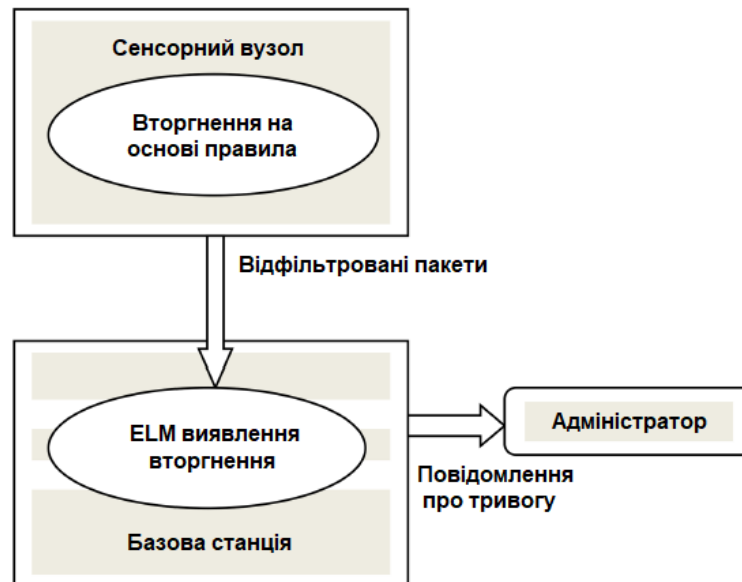 Сенсорний вузол
Вторгнення на
основі правила
Відфільтровані пакети
ELM виявлення
вторгнення
Базова станція
Адміністратор
Повідомлення
про тривогу